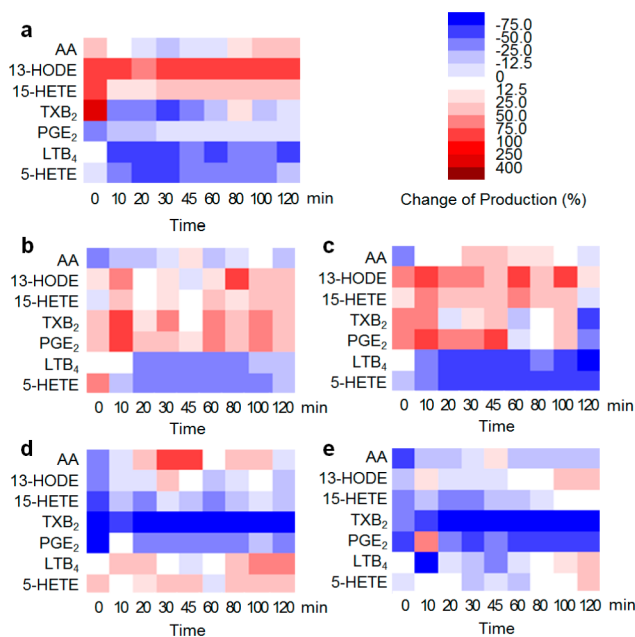 a
AA
13-HODE
15-HETE
TXB₂
PGE₂
LTB₄
5-HETE
0 10 20 30 45 60 80 100 120 min
Time
-75.0
-50.0
-25.0
-12.5
0
12.5
25.0
75.0
100
250
400
Change of Production (%)
b
AA
13-HODE
15-HETE
TXB₂
PGE₂
LTB₄
5-HETE
0 10 20 30 45 60 80 100 120 min
Time
c
AA
13-HODE
15-HETE
TXB₂
PGE₂
LTB₄
5-HETE
0 10 20 30 45 60 80 100 120 min
Time
d
AA
13-HODE
15-HETE
TXB₂
PGE₂
LTB₄
5-HETE
0 10 20 30 45 60 80 100 120 min
Time
e
AA
13-HODE
15-HETE
TXB₂
PGE₂
LTB₄
5-HETE
0 10 20 30 45 60 80 100 120 min
Time